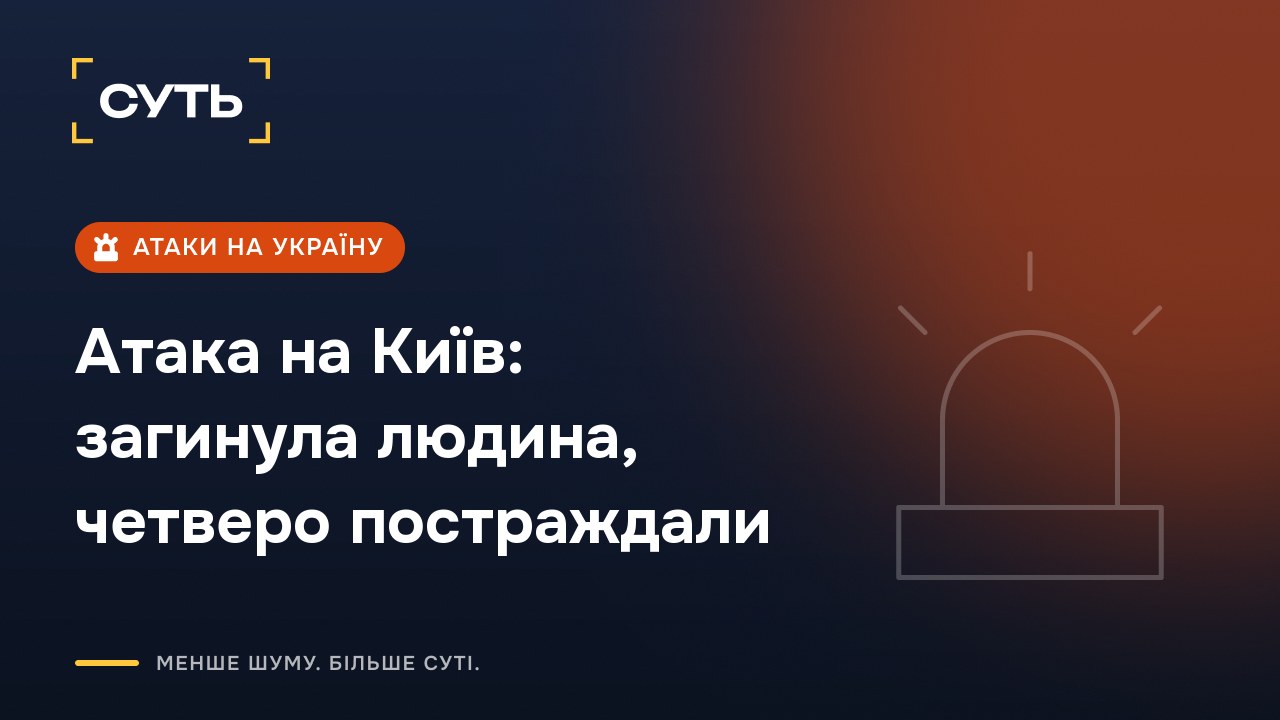 СУТЬ
АТАКИ НА УКРАЇНУ
Атака на Київ:
загинула людина,
четверо постраждали
МЕНШЕ ШУМУ. БІЛЬШЕ СУТІ.